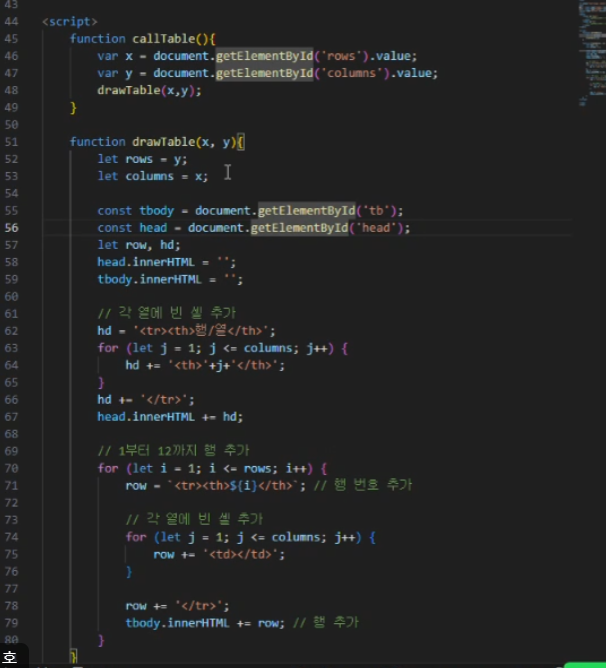 43
44 <script>
45 function callTable(){
46 var x = document.getElementById('rows').value;
47 var y = document.getElementById('columns').value;
48 drawTable(x,y);
49 }
50
51 function drawTable(x, y){
52 let rows = y;
53 let columns = x;
54
55 const tbody = document.getElementById('tb');
56 const head = document.getElementById('head');
57 let row, hd;
58 head.innerHTML = '';
59 tbody.innerHTML = '';
60
61 // 각 열에 빈 셀 추가
62 hd = '<tr><th>행/열</th>';
63 for (let j = 1; j <= columns; j++) {
64 hd += '<th>'+j+'</th>';
65 }
66 hd += '</tr>';
67 head.innerHTML += hd;
68
69 // 1부터 12까지 행 추가
70 for (let i = 1; i <= rows; i++) {
71 row = `<tr><th>${i}</th>`; // 행 번호 추가
72
73 // 각 열에 빈 셀 추가
74 for (let j = 1; j <= columns; j++) {
75 row += '<td></td>';
76 }
77
78 row += '</tr>';
79 tbody.innerHTML += row; // 행 추가
80 }
호 }